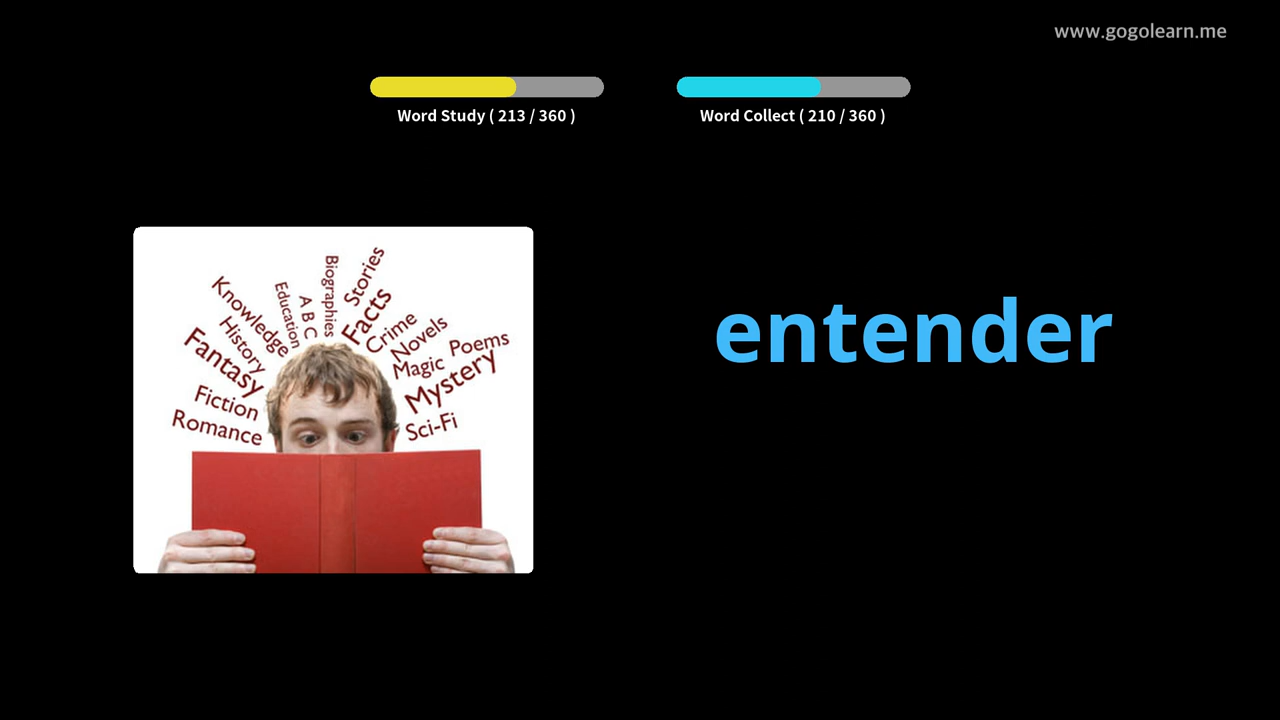 www.gogolearn.me
Word Study ( 213 / 360 )
Word Collect ( 210 / 360 )
entender
Biographies
Stories
Education
A B C
Facts
Knowledge
History
Crime
Novels
Fantasy
Magic
Poems
Mystery
Fiction
Romance
Sci-Fi